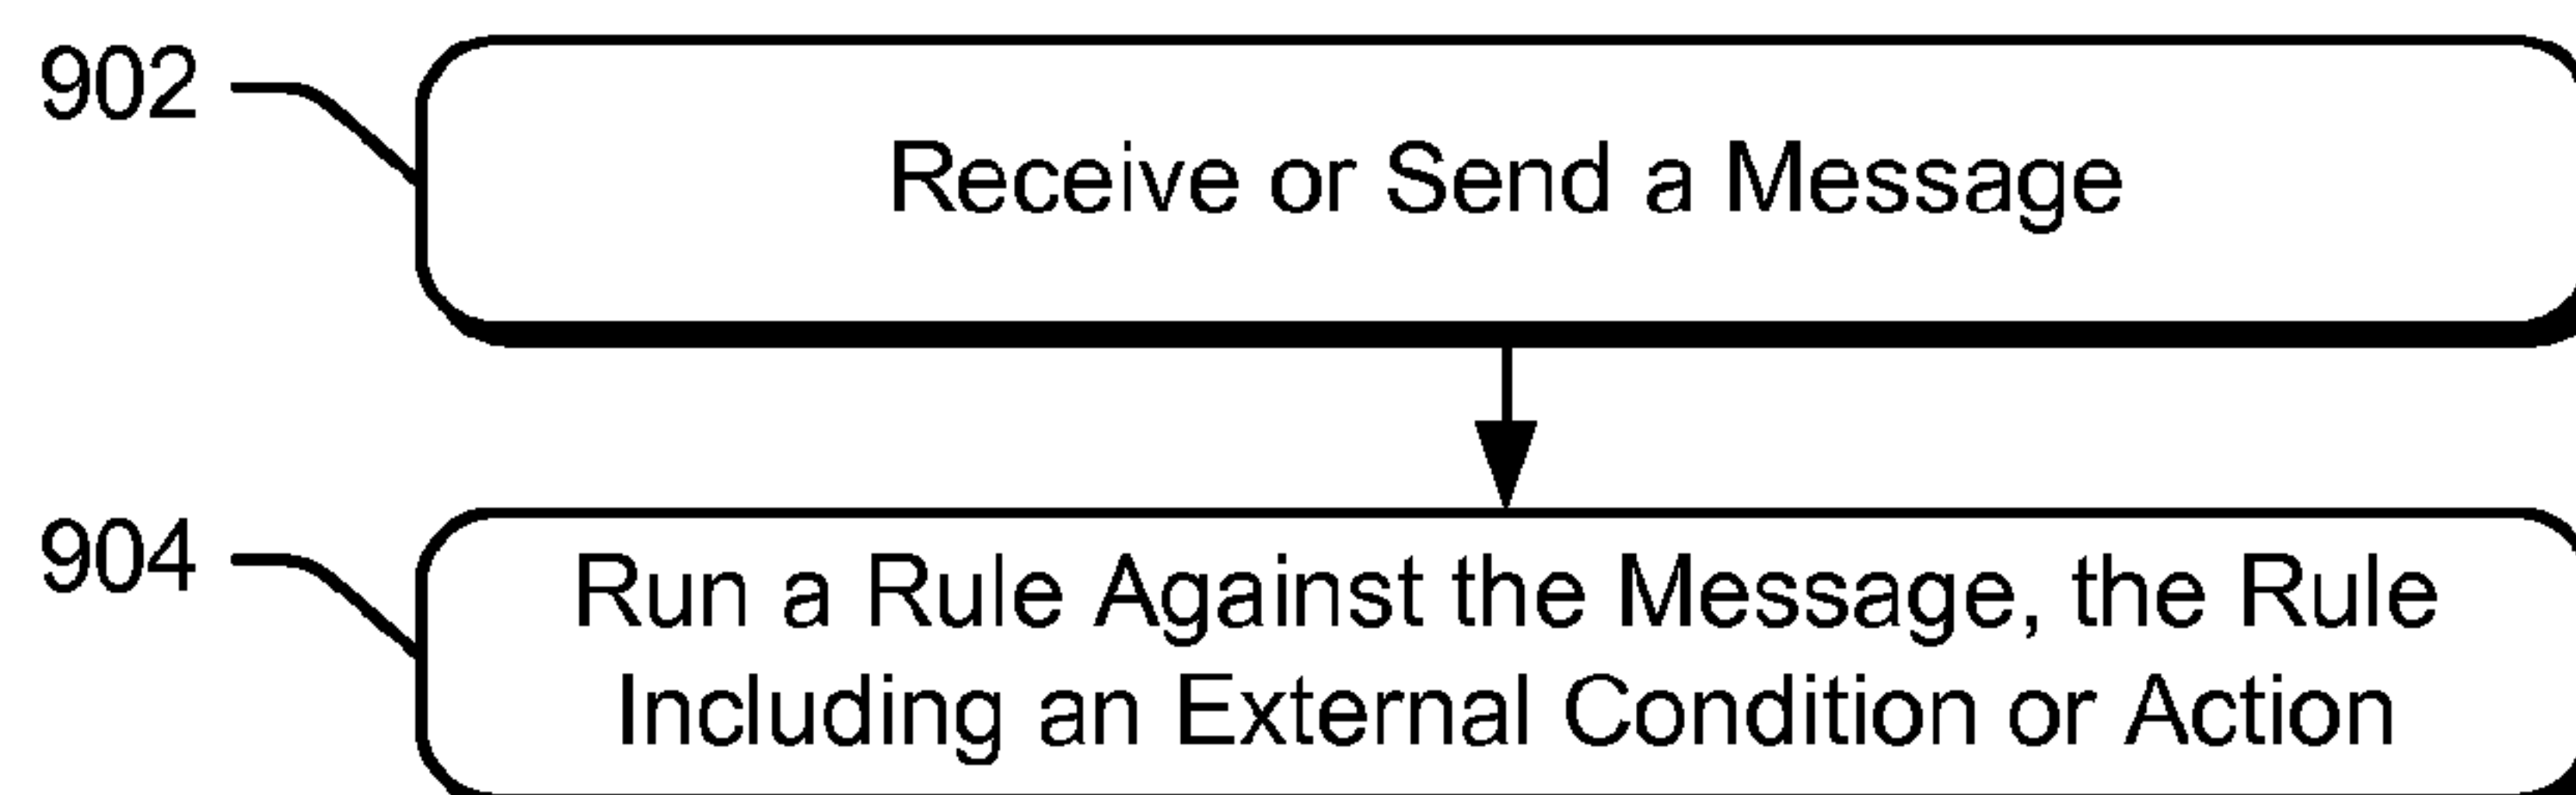 902
Receive or Send a Message
904
Run a Rule Against the Message, the Rule
Including an External Condition or Action